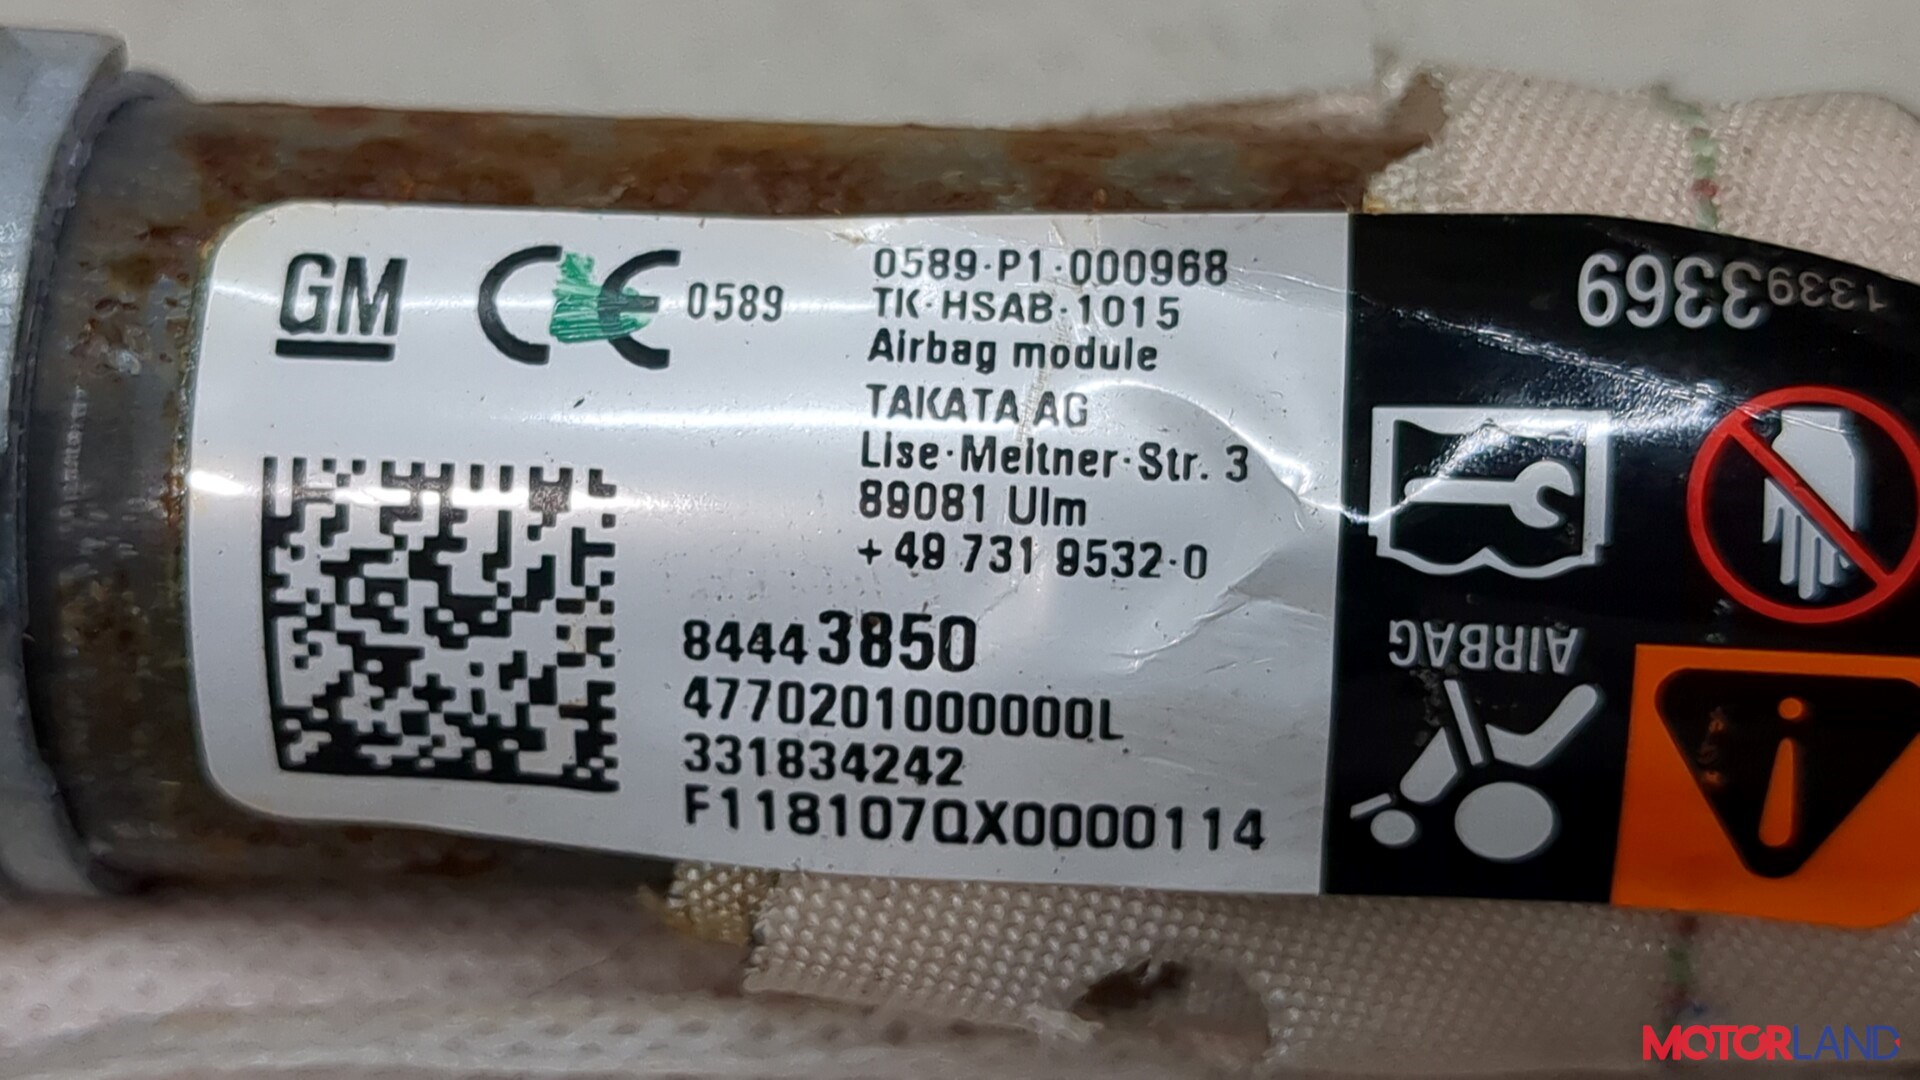 GM
CE 0589
0589-P1-000968
TK-HSAB-1015
Airbag module
TAKATA AG
Lise-Meitner-Str. 3
89081 Ulm
+49 731 9532-0
84443850
4770201000000L
331834242
F118107QX0000114
13393369
AIRBAG
MOTORLAND